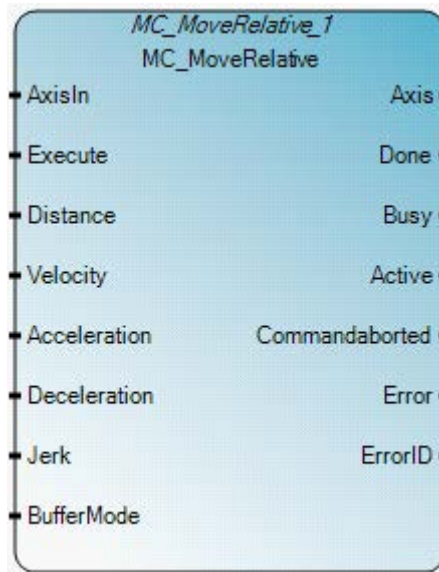 MC_MoveRelative_1
MC_MoveRelative
AxisIn Axis
Execute Done
Distance Busy
Velocity Active
Acceleration Commandaborted
Deceleration Error
Jerk ErrorID
BufferMode